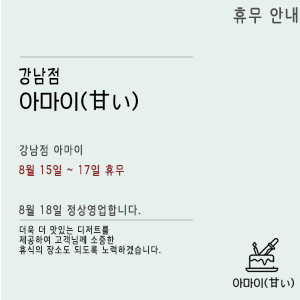 휴무 안내
강남점
아마이(甘い)
강남점 아마이
8월 15일 ~ 17일 휴무
8월 18일 정상영업합니다.
더욱 더 맛있는 디저트를
제공하여 고객님께 소중한
휴식의 장소도 되도록 노력하겠습니다.
아마이(甘い)